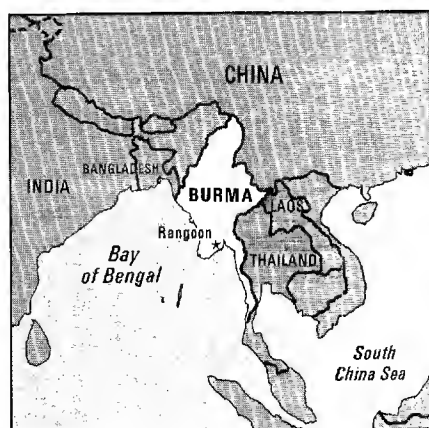 CHINA
BANGLADESH
INDIA
BURMA
LAOS
Rangoon
Bay
of Bengal
THAILAND
South
China Sea